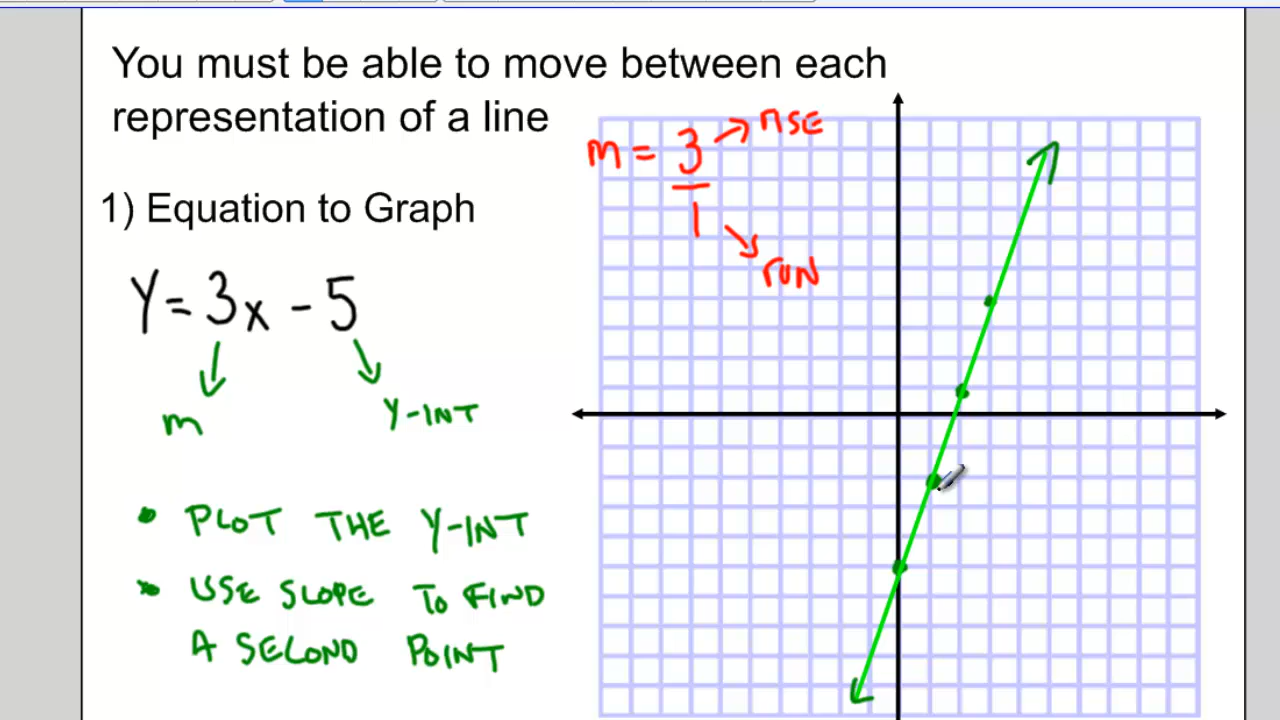 You must be able to move between each
representation of a line
m = 3 → rise
1 → run
1) Equation to Graph
Y = 3x - 5
m
Y-INT
• PLOT THE Y-INT
• USE SLOPE TO FIND
A SECOND POINT